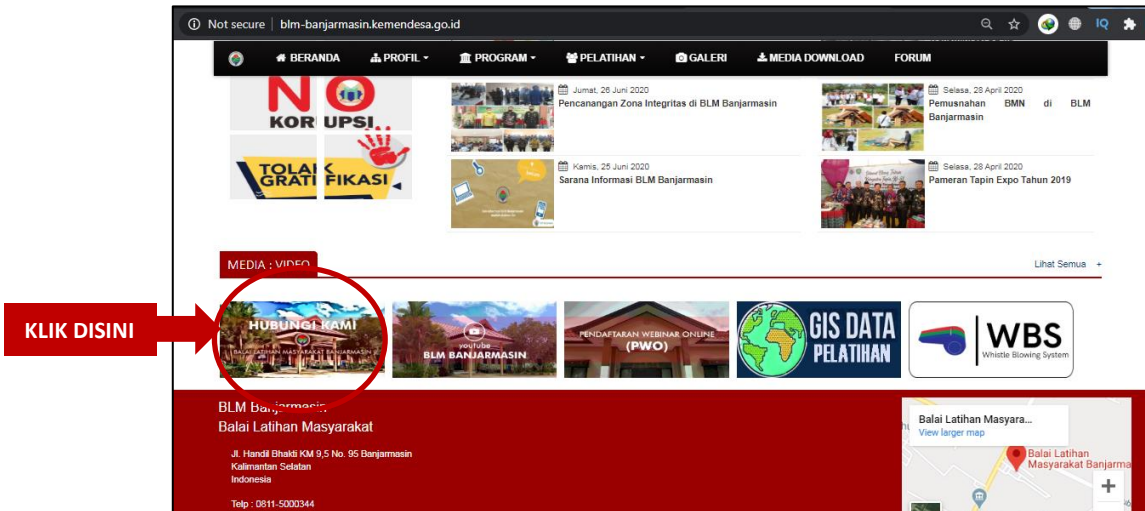 Not secure | blm-banjarmasin.kemendesa.go.id
IQ
BERANDA PROFIL PROGRAM PELATIHAN GALERI MEDIA DOWNLOAD FORUM
NO
KORUPSI
TOLAK
GRATIFIKASI
Jumat, 26 Juni 2020
Pencanangan Zona Integritas di BLM Banjarmasin
Kamis, 25 Juni 2020
Sarana Informasi BLM Banjarmasin
Selasa, 28 April 2020
Pemusnahan BMN di BLM
Banjarmasin
Selasa, 28 April 2020
Pameran Tapin Expo Tahun 2019
MEDIA : VIDEO
Lihat Semua +
KLIK DISINI
HUBUNGI KAMI
BALAI LATIHAN MASYARAKAT BANJARMASIN
youtube
BLM BANJARMASIN
PENDAFTARAN WEBINAR ONLINE
(PWO)
GIS DATA
PELATIHAN
WBS
Whistle Blowing System
BLM Banjarmasin
Balai Latihan Masyarakat
Jl. Handil Bhakti KM 9,5 No. 95 Banjarmasin
Kalimantan Selatan
Indonesia
Telp : 0811-5000344
Balai Latihan Masyara...
View larger map
Balai Latihan
Masyarakat Banjarma
+